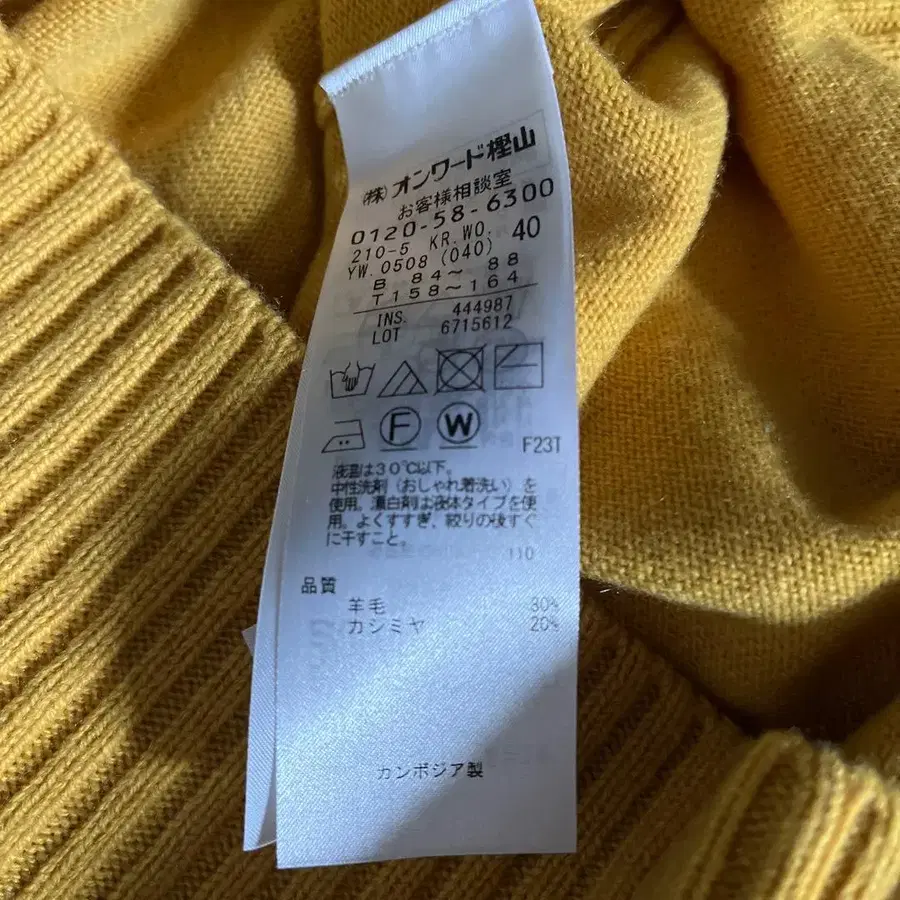 (株)オンワード樫山
お客様相談室
0120-58-6300
210-5 KR.WO. 40
YW.0508 (040)
B 84～ 88
T158～164
INS. 444987
LOT 6715612
F W F23T
液温は30℃以下。
中性洗剤（おしゃれ着洗い）を
使用。漂白剤は液体タイプを使
用。よくすすぎ、絞りの後すぐ
に干すこと。
110
品質
羊毛 30%
カシミヤ 20%
カンボジア製